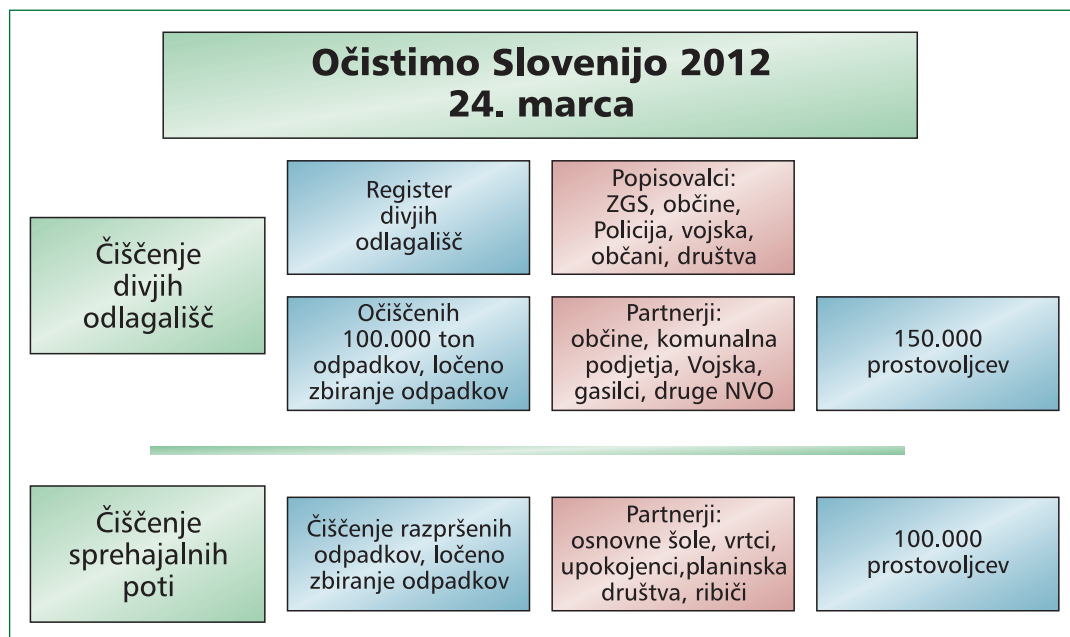 Očistimo Slovenijo 2012
24. marca
Čiščenje
divjih
odlagališč
Register
divjih
odlagališč
Popisovalci:
ZGS, občine,
Policija, vojska,
občani, društva
Očiščenih
100.000 ton
odpadkov, ločeno
zbiranje odpadkov
Partnerji:
občine, komunalna
podjetja, Vojska,
gasilci, druge NVO
150.000
prostovoljcev
Čiščenje
sprehajalnih
poti
Čiščenje razpršenih
odpadkov, ločeno
zbiranje odpadkov
Partnerji:
osnovne šole, vrtci,
upokojenci,planinska
društva, ribiči
100.000
prostovoljcev